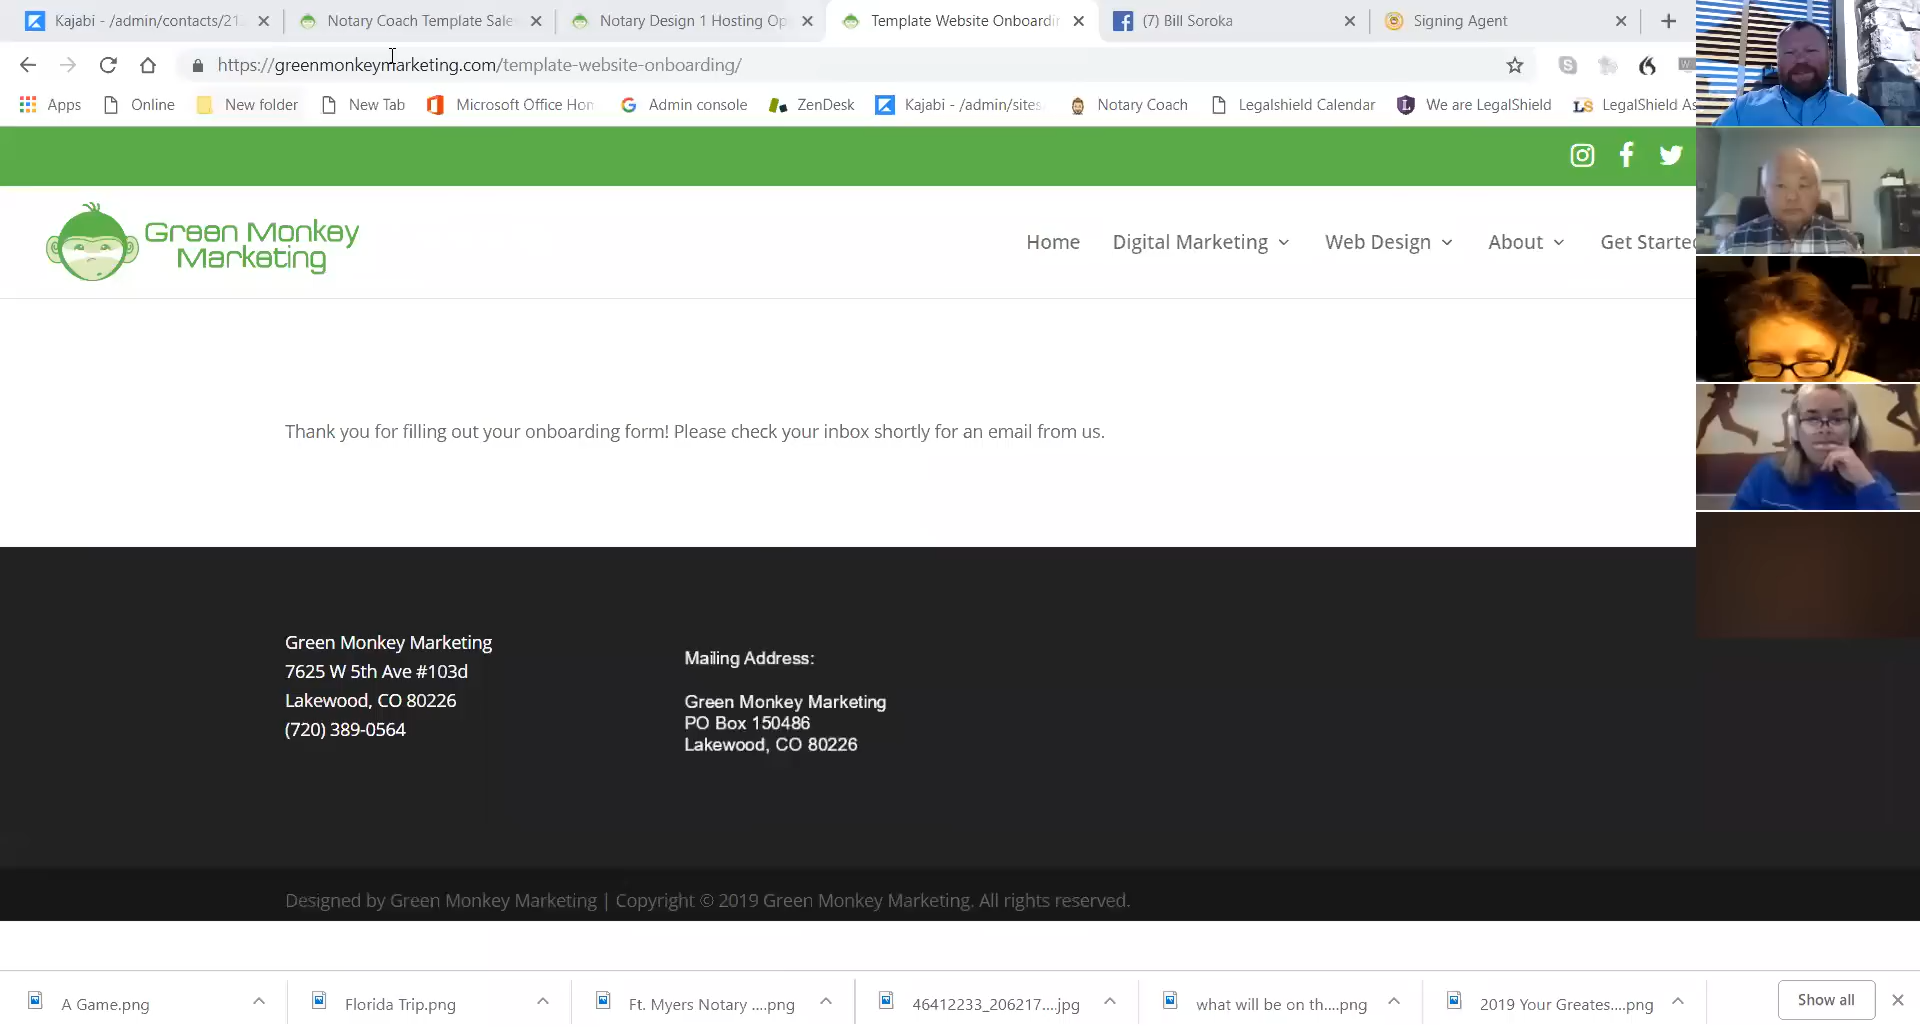 Kajabi - /admin/contacts/21
Notary Coach Template Sale
Notary Design 1 Hosting Op
Template Website Onboardin
(7) Bill Soroka
Signing Agent
https://greenmonkeymarketing.com/template-website-onboarding/
Apps
Online
New folder
New Tab
Microsoft Office Hom
Admin console
ZenDesk
Kajabi - /admin/sites
Notary Coach
Legalshield Calendar
We are LegalShield
LegalShield As
Green Monkey
Marketing
Home
Digital Marketing
Web Design
About
Get Started
Thank you for filling out your onboarding form! Please check your inbox shortly for an email from us.
Green Monkey Marketing
7625 W 5th Ave #103d
Lakewood, CO 80226
(720) 389-0564
Mailing Address:
Green Monkey Marketing
PO Box 150486
Lakewood, CO 80226
Designed by Green Monkey Marketing | Copyright © 2019 Green Monkey Marketing. All rights reserved.
A Game.png
Florida Trip.png
Ft. Myers Notary ....png
46412233_206217....jpg
what will be on th....png
2019 Your Greates....png
Show all